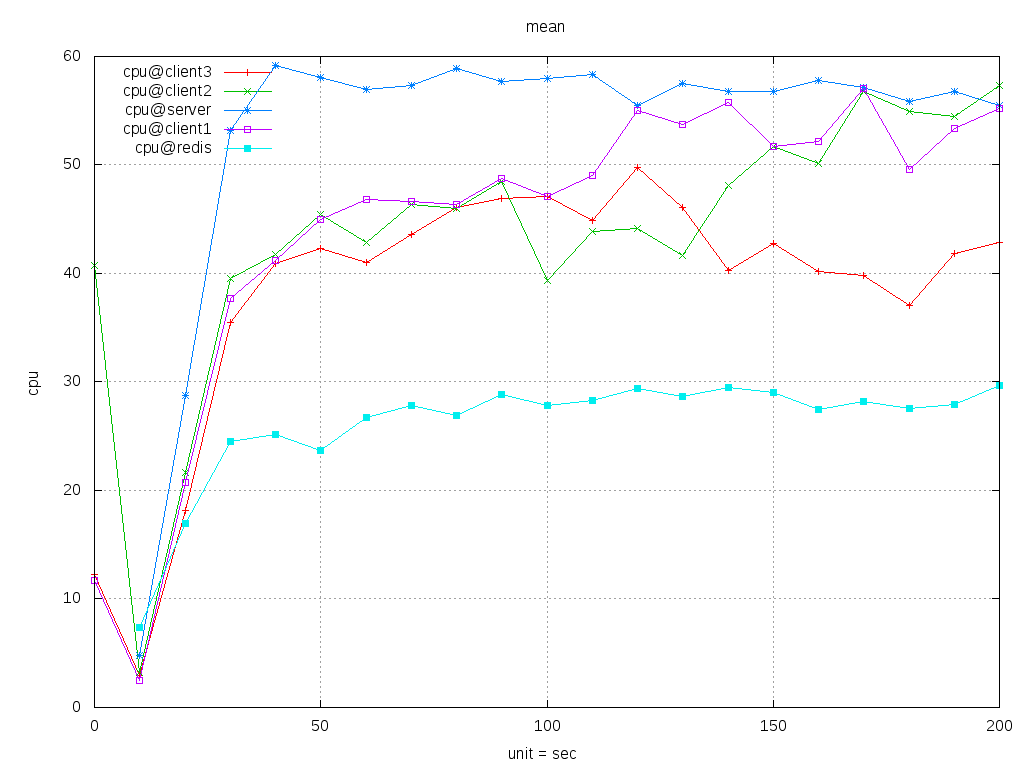 mean
60
50
40
30
20
10
0
cpu
cpu@client3
cpu@client2
cpu@server
cpu@client1
cpu@redis
0 50 100 150 200
unit = sec